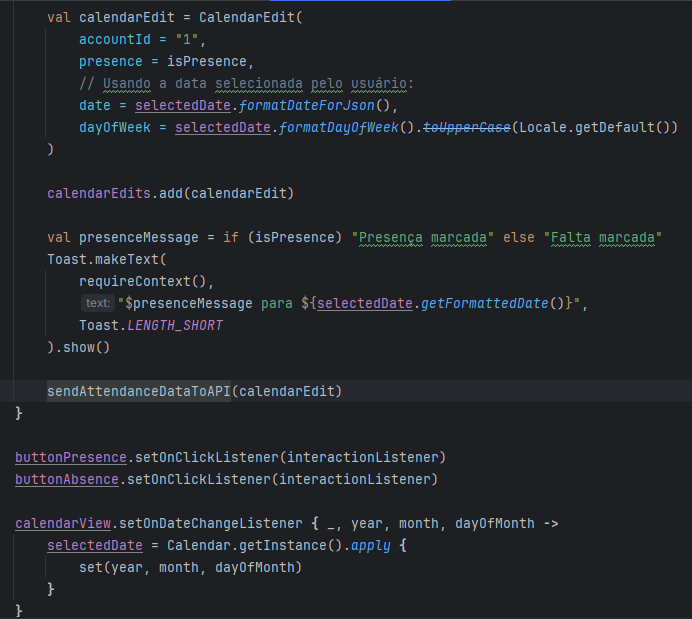 val calendarEdit = CalendarEdit(
accountId = "1",
presence = isPresence,
// Usando a data selecionada pelo usuário:
date = selectedDate.formatDateForJson(),
dayOfWeek = selectedDate.formatDayOfWeek().toUpperCase(Locale.getDefault())
)
calendarEdits.add(calendarEdit)
val presenceMessage = if (isPresence) "Presença marcada" else "Falta marcada"
Toast.makeText(
requireContext(),
text: "$presenceMessage para ${selectedDate.getFormattedDate()}",
Toast.LENGTH_SHORT
).show()
sendAttendanceDataToAPI(calendarEdit)
}
buttonPresence.setOnClickListener(interactionListener)
buttonAbsence.setOnClickListener(interactionListener)
calendarView.setOnDateChangeListener { _, year, month, dayOfMonth ->
selectedDate = Calendar.getInstance().apply {
set(year, month, dayOfMonth)
}
}